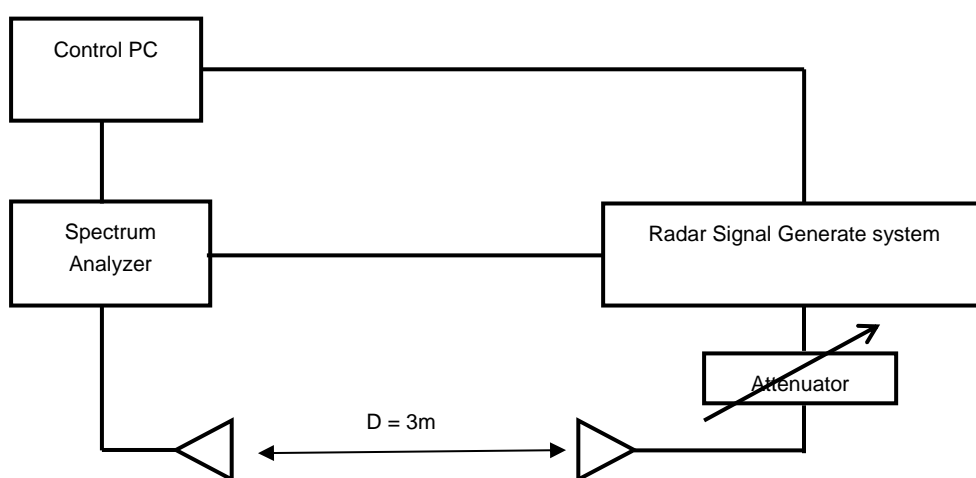 Control PC
Spectrum
Analyzer
Radar Signal Generate system
Attenuator
D = 3m